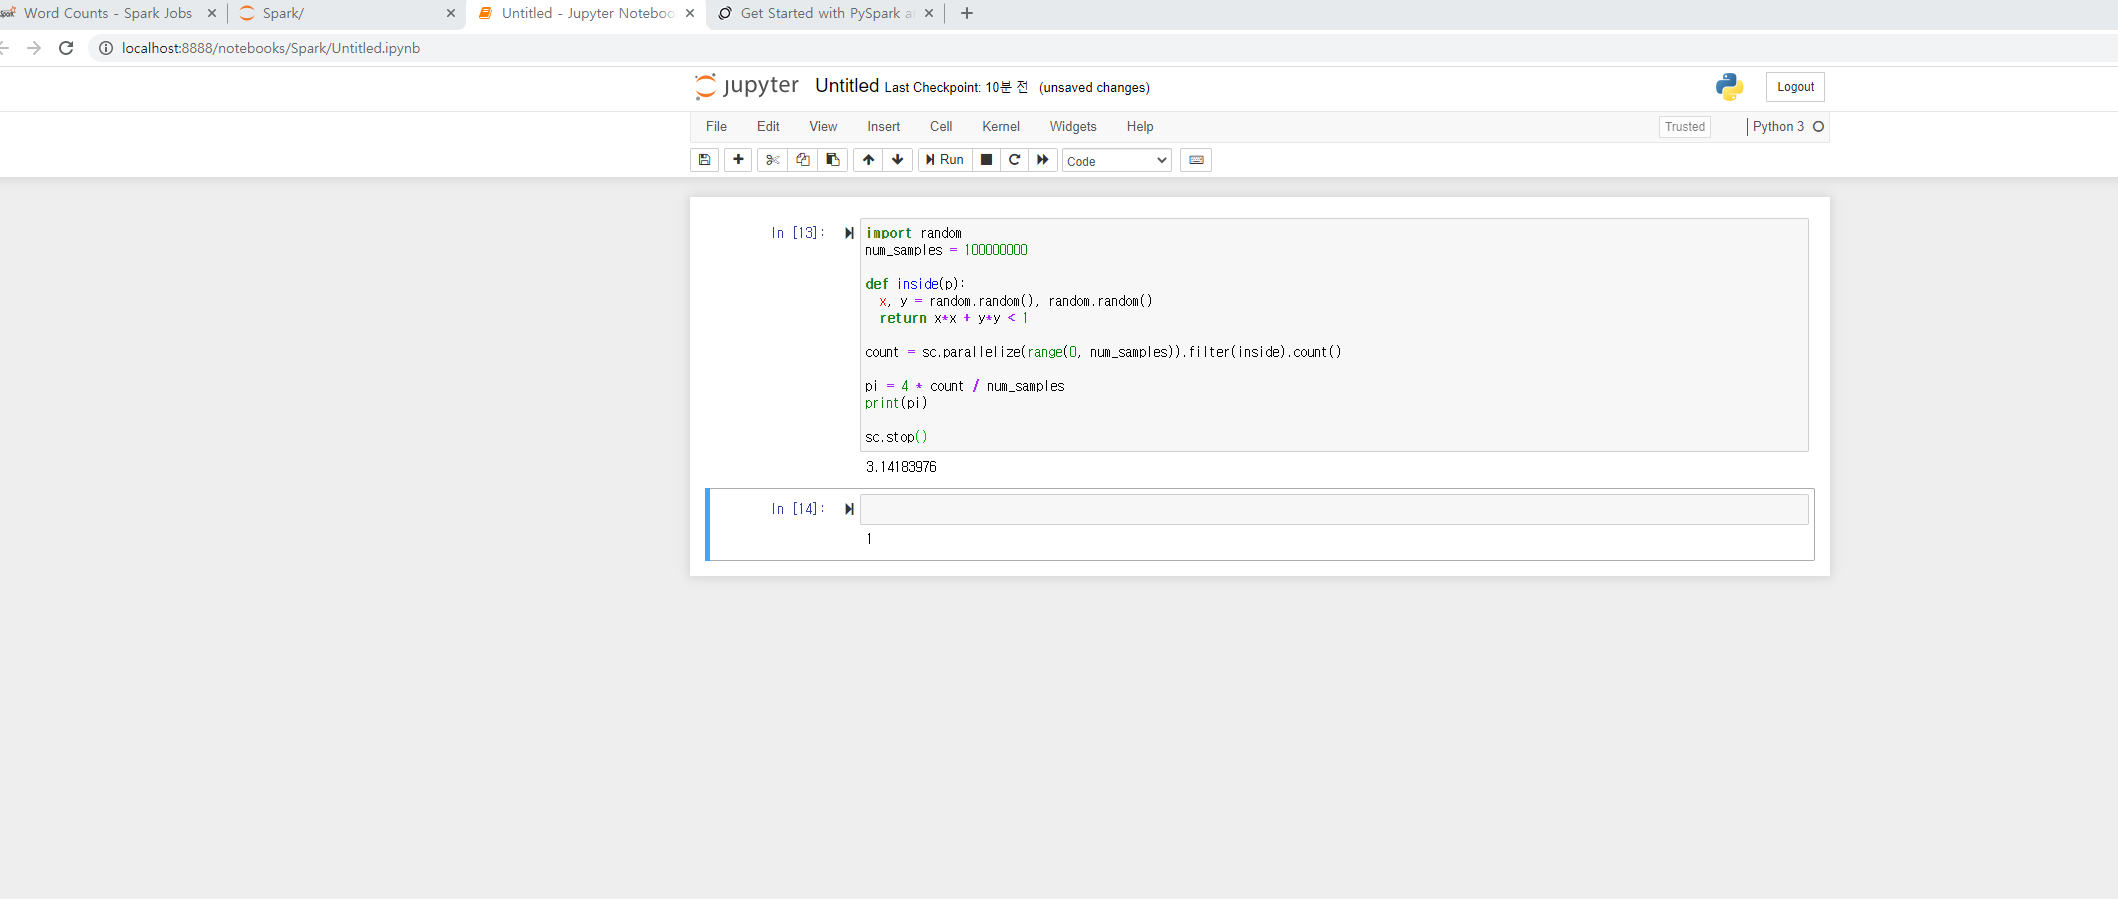 Word Counts - Spark Jobs
Spark/
Untitled - Jupyter Noteboo
Get Started with PySpark a
localhost:8888/notebooks/Spark/Untitled.ipynb
jupyter Untitled Last Checkpoint: 10분 전 (unsaved changes)
Logout
File Edit View Insert Cell Kernel Widgets Help
Trusted
Python 3
Run
Code
In [13]:
import random
num_samples = 100000000
def inside(p):
x, y = random.random(), random.random()
return x*x + y*y < 1
count = sc.parallelize(range(0, num_samples)).filter(inside).count()
pi = 4 * count / num_samples
print(pi)
sc.stop()
3.14183976
In [14]:
1